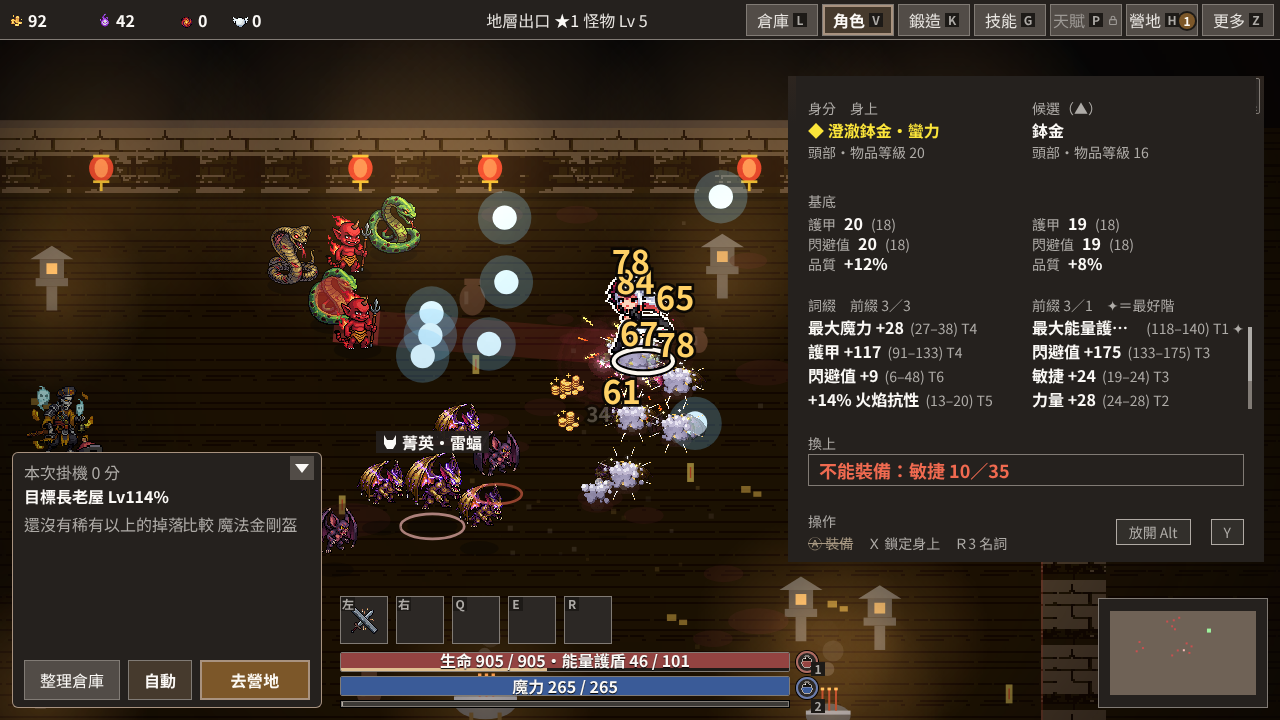 92 42 0 0 地層出口 ★1 怪物 Lv 5 倉庫 L 角色 V 鍛造 K 技能 G 天賦 P 營地 H 1 更多 Z
身分 身上 候選（▲）
◆ 澄澈鉢金・蠻力 鉢金
頭部・物品等級 20 頭部・物品等級 16
基底
護甲 20 (18) 護甲 19 (18)
閃避值 20 (18) 閃避值 19 (18)
品質 +12% 品質 +8%
詞綴 前綴 3／3 前綴 3／1 ✦＝最好階
最大魔力 +28 (27–38) T4 最大能量護⋯ (118–140) T1 ✦
護甲 +117 (91–133) T4 閃避值 +175 (133–175) T3
閃避值 +9 (6–48) T6 敏捷 +24 (19–24) T3
+14% 火焰抗性 (13–20) T5 力量 +28 (24–28) T2
換上
不能裝備：敏捷 10／35
操作
Ⓐ 裝備 X 鎖定身上 R3 名詞 放開 Alt Y
78
84
65
67
78
61
34
菁英・雷蝠
本次掛機 0 分
目標長老屋 Lv114%
還沒有稀有以上的掉落比較 魔法金剛盔
整理倉庫 自動 去營地
左 右 Q E R
生命 905 / 905・能量護盾 46 / 101 1
魔力 265 / 265 2